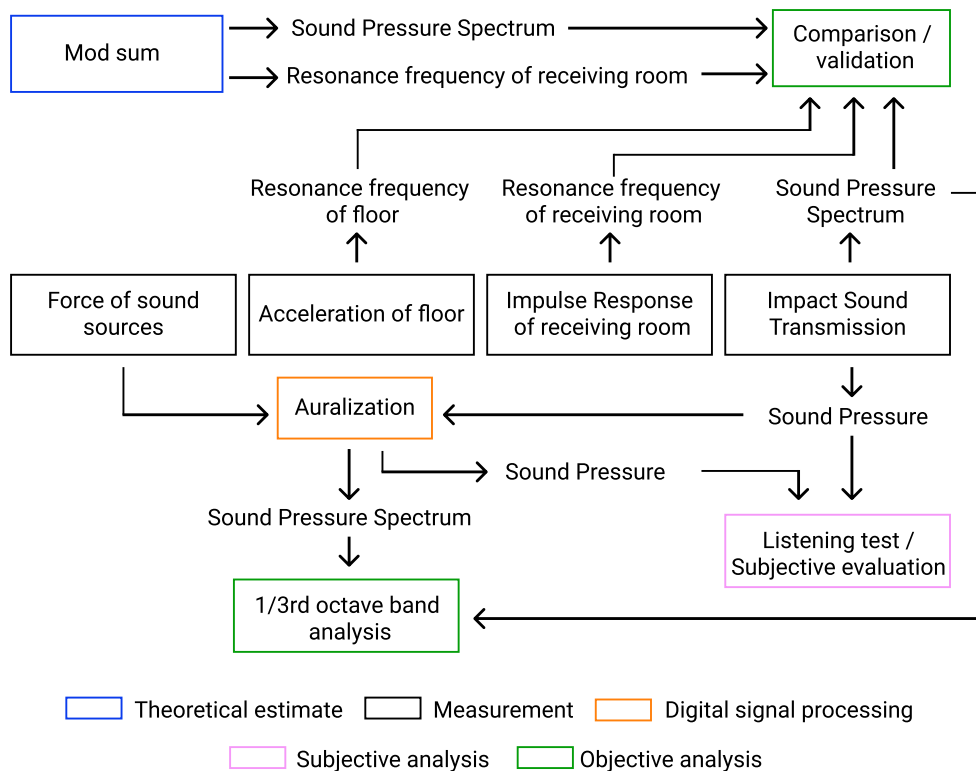 Mod sum
Sound Pressure Spectrum
Comparison /
validation
Resonance frequency of receiving room
Resonance frequency
of floor
Resonance frequency
of receiving room
Sound Pressure
Spectrum
Force of sound
sources
Acceleration of floor
Impulse Response
of receiving room
Impact Sound
Transmission
Auralization
Sound Pressure
Sound Pressure
Sound Pressure Spectrum
Listening test /
Subjective evaluation
1/3rd octave band
analysis
Theoretical estimate
Measurement
Digital signal processing
Subjective analysis
Objective analysis